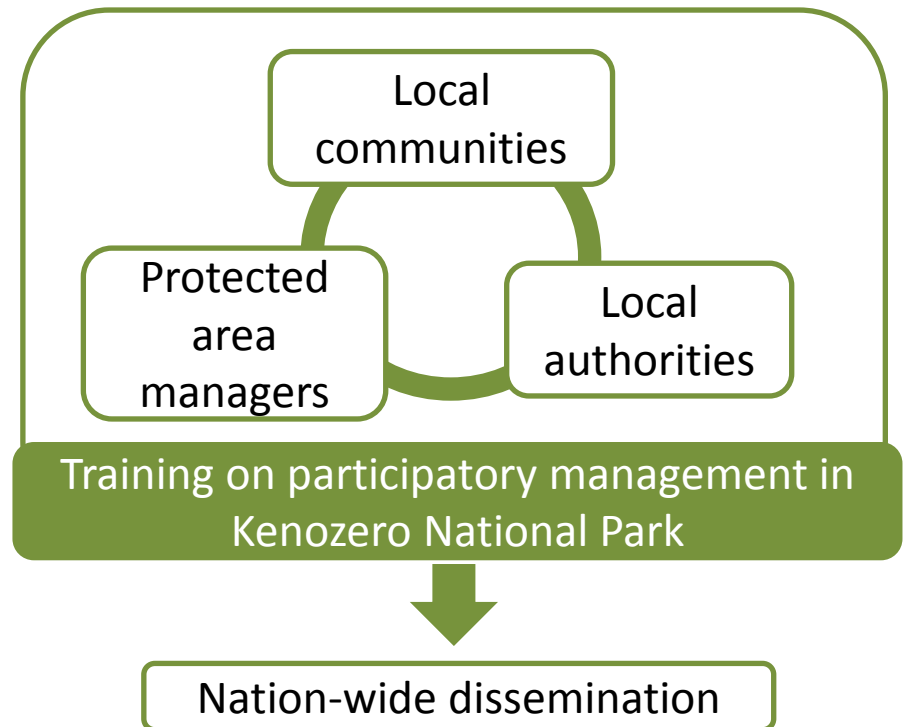 Local
communities
Protected
area
managers
Local
authorities
Training on participatory management in
Kenozero National Park
Nation-wide dissemination